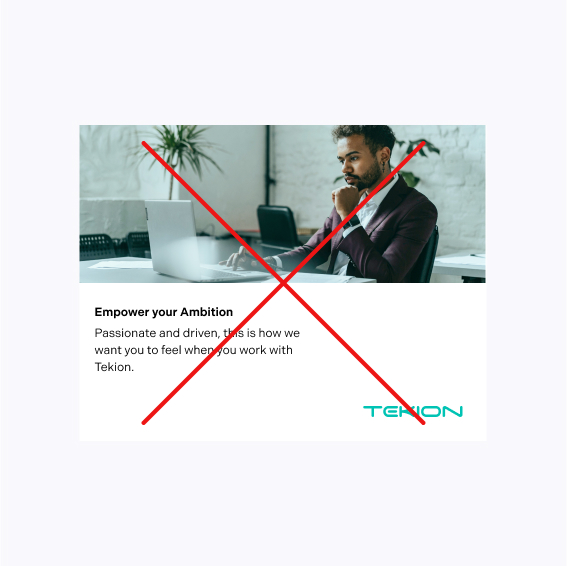 Empower your Ambition
Passionate and driven, this is how we
want you to feel when you work with
Tekion.
TEKION